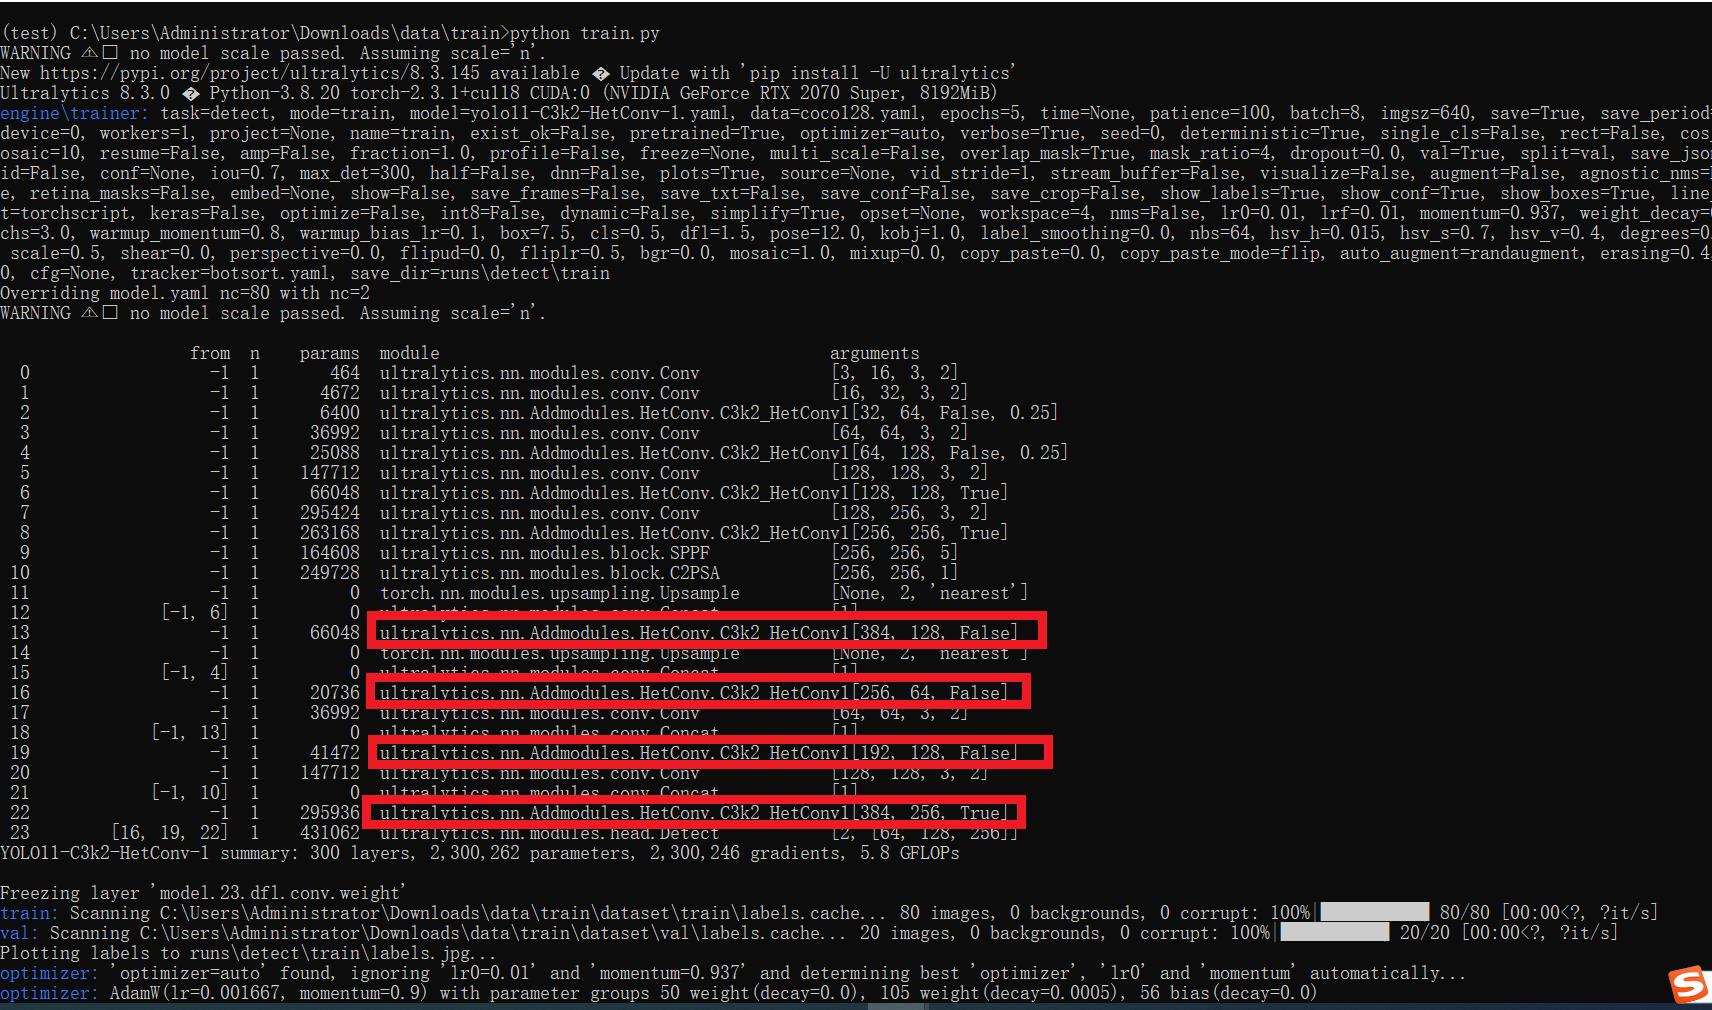 (test) C:\Users\Administrator\Downloads\data\train>python train.py
WARNING ⚠□ no model scale passed. Assuming scale='n'.
New https://pypi.org/project/ultralytics/8.3.145 available � Update with 'pip install -U ultralytics'
Ultralytics 8.3.0 � Python-3.8.20 torch-2.3.1+cu118 CUDA:0 (NVIDIA GeForce RTX 2070 Super, 8192MiB)
engine\trainer: task=detect, mode=train, model=yolo11-C3k2-HetConv-1.yaml, data=coco128.yaml, epochs=5, time=None, patience=100, batch=8, imgsz=640, save=True, save_period=
device=0, workers=1, project=None, name=train, exist_ok=False, pretrained=True, optimizer=auto, verbose=True, seed=0, deterministic=True, single_cls=False, rect=False, cos_
osaic=10, resume=False, amp=False, fraction=1.0, profile=False, freeze=None, multi_scale=False, overlap_mask=True, mask_ratio=4, dropout=0.0, val=True, split=val, save_jso
id=False, conf=None, iou=0.7, max_det=300, half=False, dnn=False, plots=True, source=None, vid_stride=1, stream_buffer=False, visualize=False, augment=False, agnostic_nms=
e, retina_masks=False, embed=None, show=False, save_frames=False, save_txt=False, save_conf=False, save_crop=False, show_labels=True, show_conf=True, show_boxes=True, line_
t=torchscript, keras=False, optimize=False, int8=False, dynamic=False, simplify=True, opset=None, workspace=4, nms=False, lr0=0.01, lrf=0.01, momentum=0.937, weight_decay=
chs=3.0, warmup_momentum=0.8, warmup_bias_lr=0.1, box=7.5, cls=0.5, dfl=1.5, pose=12.0, kobj=1.0, label_smoothing=0.0, nbs=64, hsv_h=0.015, hsv_s=0.7, hsv_v=0.4, degrees=0.
scale=0.5, shear=0.0, perspective=0.0, flipud=0.0, fliplr=0.5, bgr=0.0, mosaic=1.0, mixup=0.0, copy_paste=0.0, copy_paste_mode=flip, auto_augment=randaugment, erasing=0.4,
0, cfg=None, tracker=botsort.yaml, save_dir=runs\detect\train
Overriding model.yaml nc=80 with nc=2
WARNING ⚠□ no model scale passed. Assuming scale='n'.
from n params module arguments
0 -1 1 464 ultralytics.nn.modules.conv.Conv [3, 16, 3, 2]
1 -1 1 4672 ultralytics.nn.modules.conv.Conv [16, 32, 3, 2]
2 -1 1 6400 ultralytics.nn.Addmodules.HetConv.C3k2_HetConv1[32, 64, False, 0.25]
3 -1 1 36992 ultralytics.nn.modules.conv.Conv [64, 64, 3, 2]
4 -1 1 25088 ultralytics.nn.Addmodules.HetConv.C3k2_HetConv1[64, 128, False, 0.25]
5 -1 1 147712 ultralytics.nn.modules.conv.Conv [128, 128, 3, 2]
6 -1 1 66048 ultralytics.nn.Addmodules.HetConv.C3k2_HetConv1[128, 128, True]
7 -1 1 295424 ultralytics.nn.modules.conv.Conv [128, 256, 3, 2]
8 -1 1 263168 ultralytics.nn.Addmodules.HetConv.C3k2_HetConv1[256, 256, True]
9 -1 1 164608 ultralytics.nn.modules.block.SPPF [256, 256, 5]
10 -1 1 249728 ultralytics.nn.modules.block.C2PSA [256, 256, 1]
11 -1 1 0 torch.nn.modules.upsampling.Upsample [None, 2, 'nearest']
12 [-1, 6] 1 0 ultralytics.nn.modules.conv.Concat [1]
13 -1 1 66048 ultralytics.nn.Addmodules.HetConv.C3k2_HetConv1[384, 128, False]
14 -1 1 0 torch.nn.modules.upsampling.Upsample [None, 2, 'nearest']
15 [-1, 4] 1 0 ultralytics.nn.modules.conv.Concat [1]
16 -1 1 20736 ultralytics.nn.Addmodules.HetConv.C3k2_HetConv1[256, 64, False]
17 -1 1 36992 ultralytics.nn.modules.conv.Conv [64, 64, 3, 2]
18 [-1, 13] 1 0 ultralytics.nn.modules.conv.Concat [1]
19 -1 1 41472 ultralytics.nn.Addmodules.HetConv.C3k2_HetConv1[192, 128, False]
20 -1 1 147712 ultralytics.nn.modules.conv.Conv [128, 128, 3, 2]
21 [-1, 10] 1 0 ultralytics.nn.modules.conv.Concat [1]
22 -1 1 295936 ultralytics.nn.Addmodules.HetConv.C3k2_HetConv1[384, 256, True]
23 [16, 19, 22] 1 431062 ultralytics.nn.modules.head.Detect [2, [64, 128, 256]]
YOLO11-C3k2-HetConv-1 summary: 300 layers, 2,300,262 parameters, 2,300,246 gradients, 5.8 GFLOPs
Freezing layer 'model.23.dfl.conv.weight'
train: Scanning C:\Users\Administrator\Downloads\data\train\dataset\train\labels.cache... 80 images, 0 backgrounds, 0 corrupt: 100%|██████████| 80/80 [00:00<?, ?it/s]
val: Scanning C:\Users\Administrator\Downloads\data\train\dataset\val\labels.cache... 20 images, 0 backgrounds, 0 corrupt: 100%|██████████| 20/20 [00:00<?, ?it/s]
Plotting labels to runs\detect\train\labels.jpg...
optimizer: 'optimizer=auto' found, ignoring 'lr0=0.01' and 'momentum=0.937' and determining best 'optimizer', 'lr0' and 'momentum' automatically...
optimizer: AdamW(lr=0.001667, momentum=0.9) with parameter groups 50 weight(decay=0.0), 105 weight(decay=0.0005), 56 bias(decay=0.0)